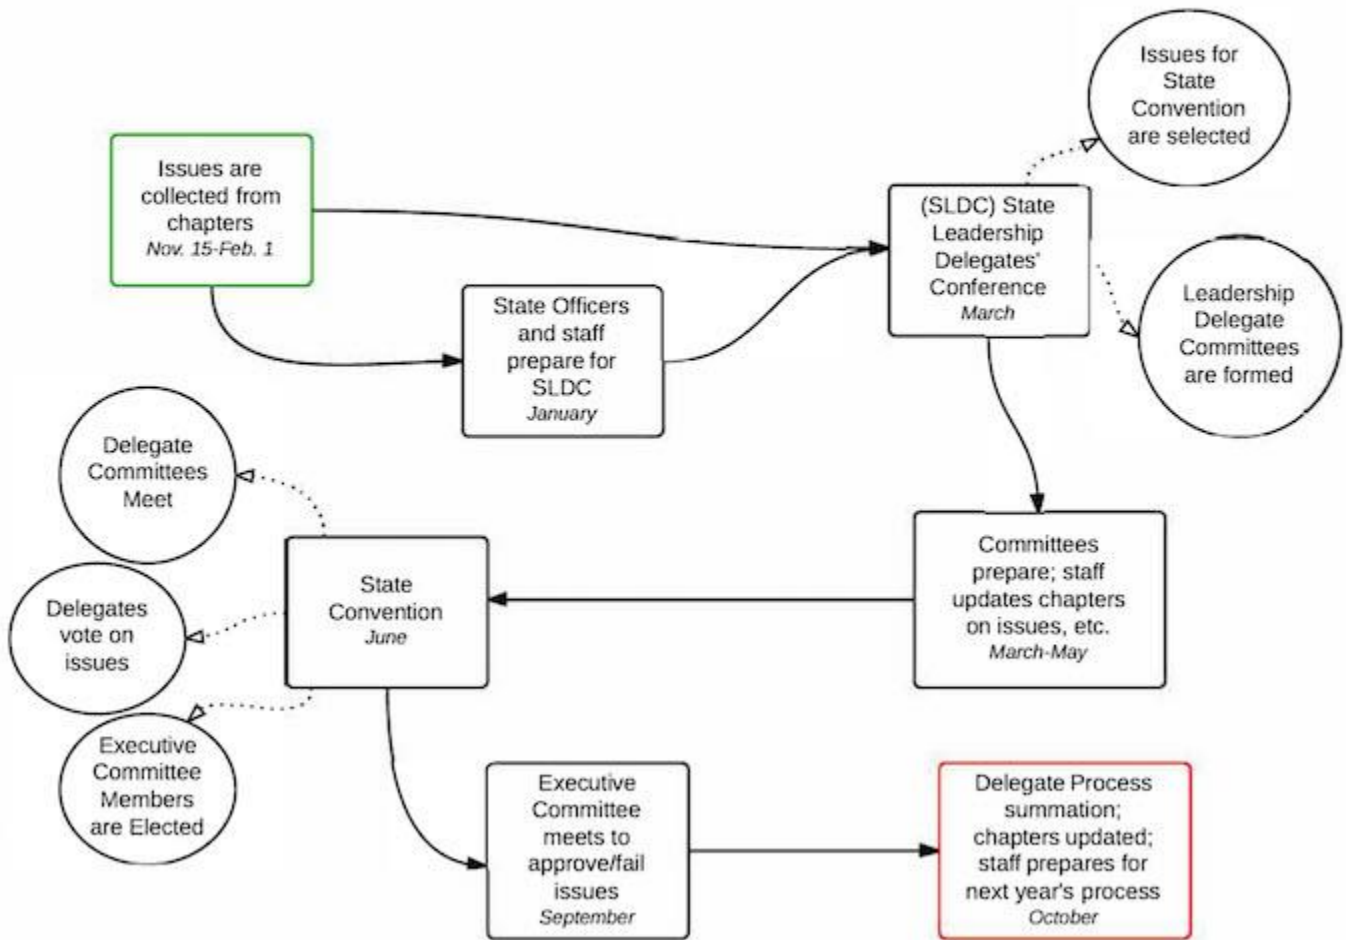 Issues are
collected from
chapters
Nov. 15-Feb. 1
State Officers
and staff
prepare for
SLDC
January
(SLDC) State
Leadership
Delegates'
Conference
March
Issues for
State
Convention
are selected
Leadership
Delegate
Committees
are formed
Committees
prepare; staff
updates chapters
on issues, etc.
March-May
State
Convention
June
Delegate
Committees
Meet
Delegates
vote on
issues
Executive
Committee
Members
are Elected
Executive
Committee
meets to
approve/fail
issues
September
Delegate Process
summation;
chapters updated;
staff prepares for
next year's process
October